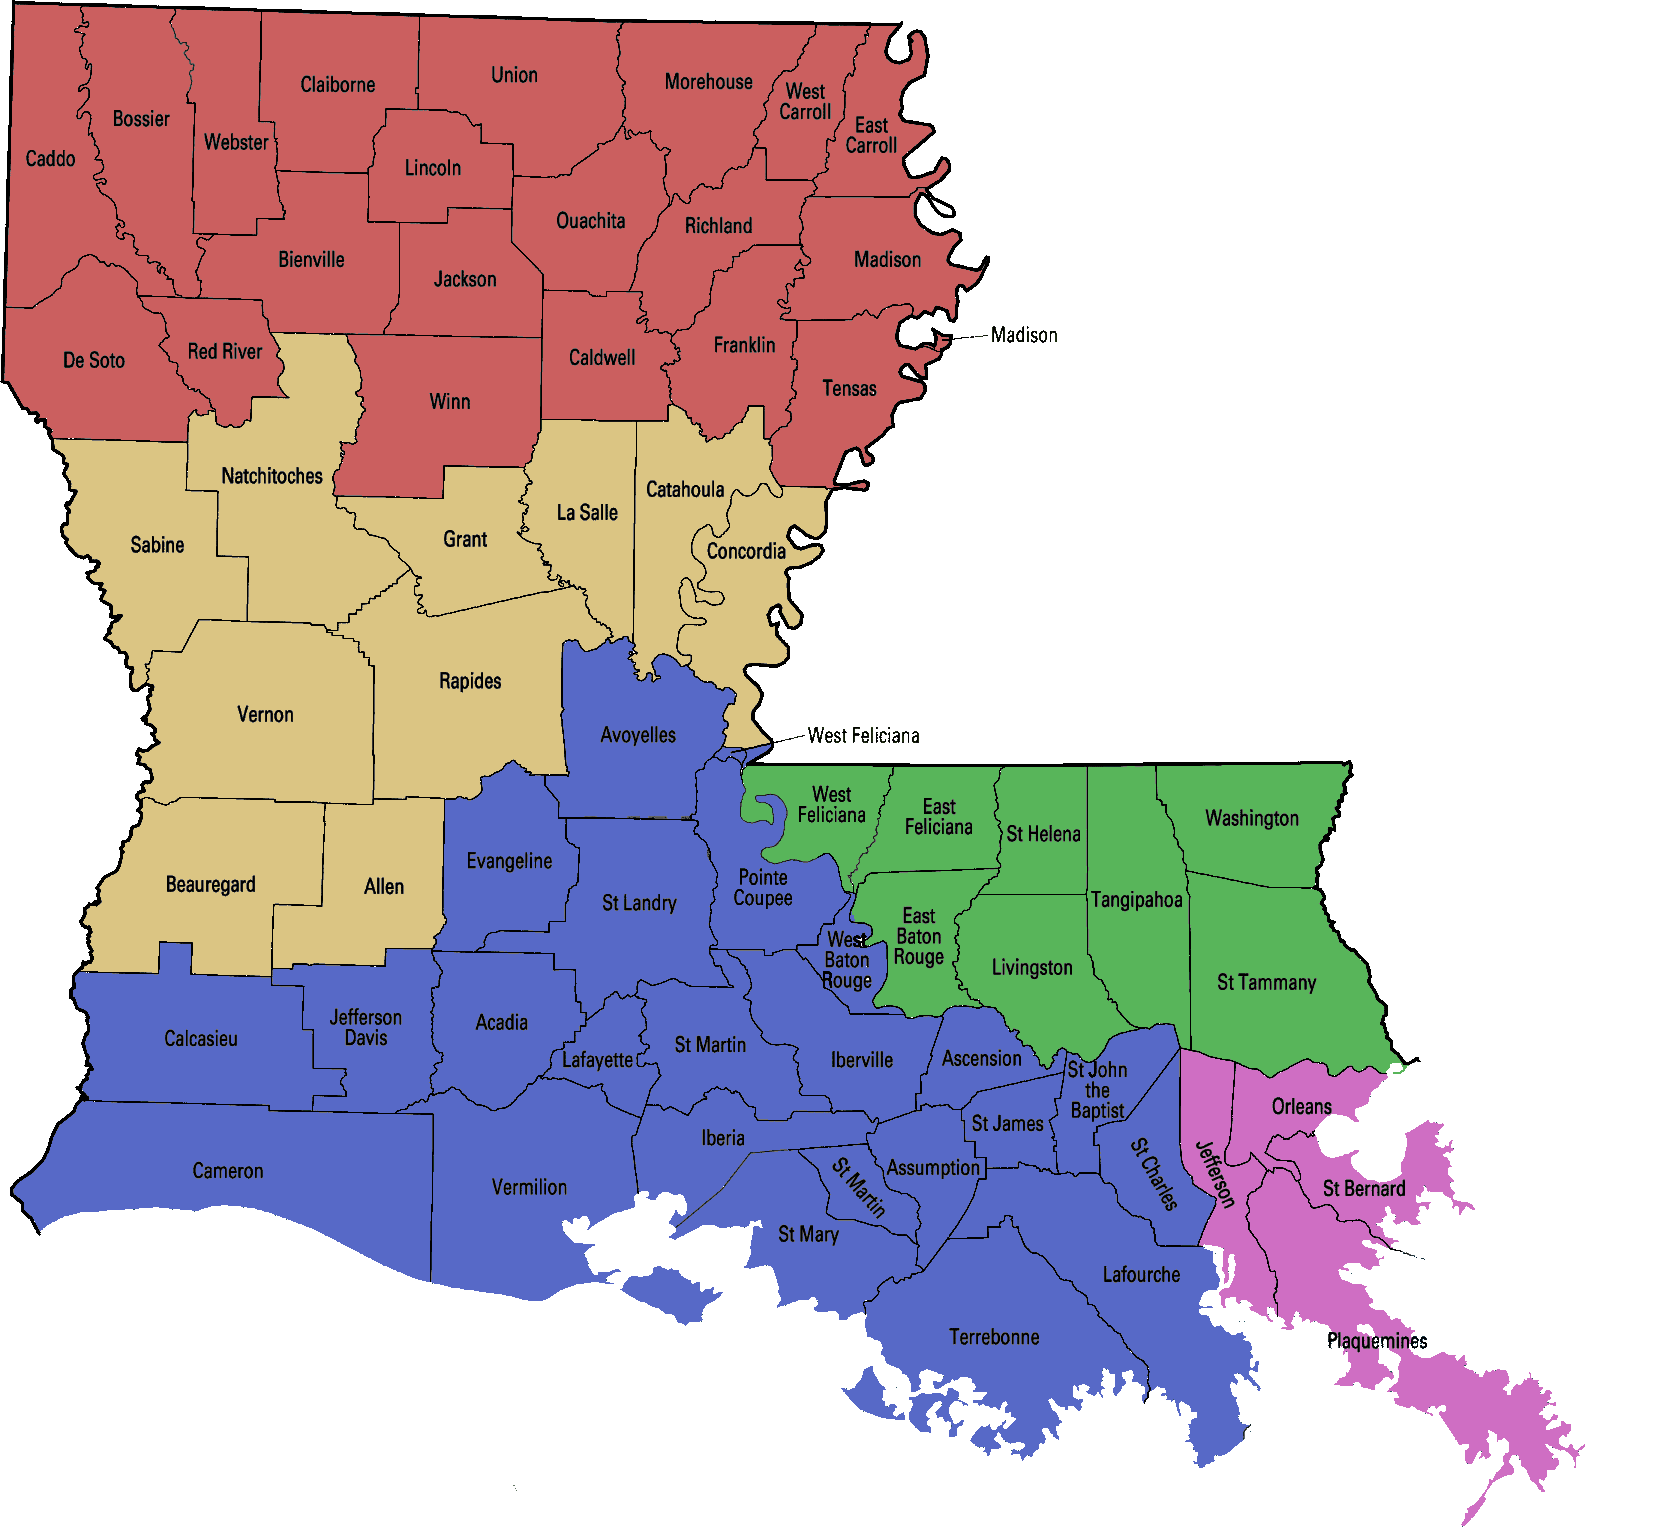 Union
Claiborne
Morehouse
West
Carroll
Bossier
East
Carroll
Webster
Caddo
Lincoln
Ouachita
Richland
Bienville
Madison
Jackson
Madison
Franklin
Red River
Caldwell
De Soto
Tensas
Winn
Natchitoches
Catahoula
La Salle
Grant
Sabine
Concordia
Rapides
Vernon
Avoyelles
West Feliciana
West
Feliciana
East
Feliciana
Washington
St Helena
Evangeline
Beauregard
Allen
Pointe
Coupee
Tangipahoa
St Landry
East
Baton
Rouge
West
Baton
Rouge
Livingston
St Tammany
Jefferson
Davis
Acadia
Calcasieu
St Martin
Lafayette
Iberville
Ascension
St John
the
Baptist
Orleans
St James
Iberia
Assumption
Cameron
St Charles
Jefferson
Vermilion
St Martin
St Bernard
St Mary
Lafourche
Terrebonne
Plaquemines